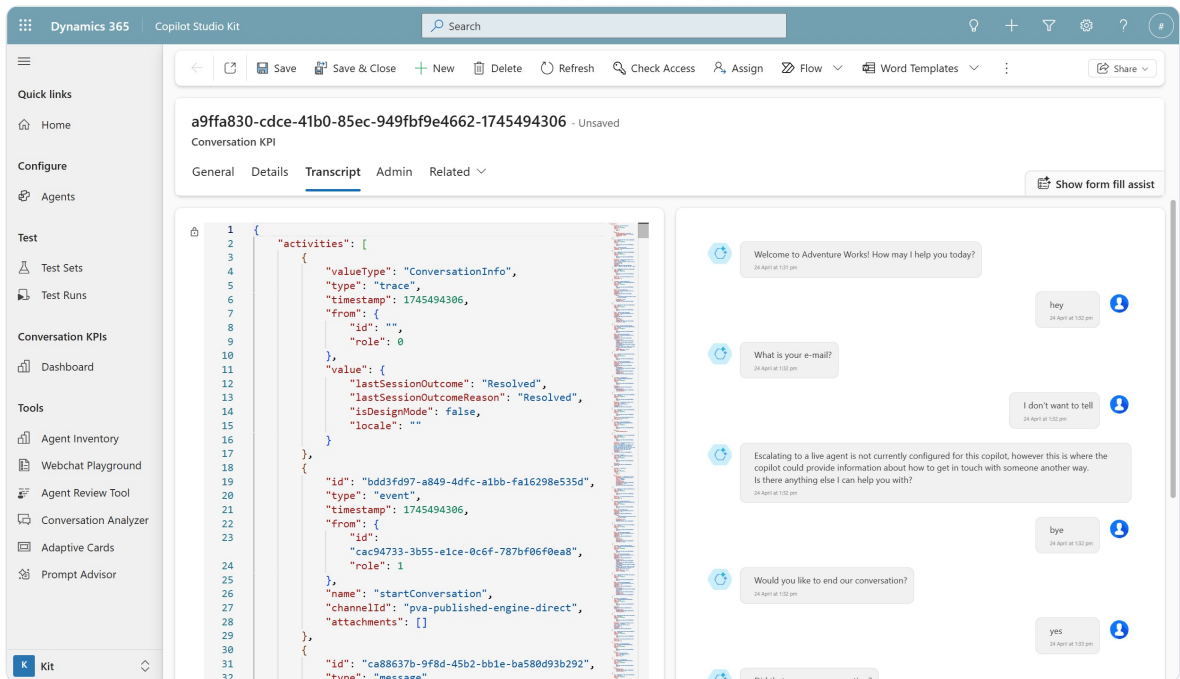 Dynamics 365
Copilot Studio Kit
Search
#
Quick links
Home
Configure
Agents
Test
Test Sets
Test Runs
Conversation KPIs
Dashboard
Tools
Agent Inventory
Webchat Playground
Agent Review Tool
Conversation Analyzer
Adaptive Cards
Prompt Advisor
K Kit
Save
Save & Close
New
Delete
Refresh
Check Access
Assign
Flow
Word Templates
Share
a9ffa830-cdce-41b0-85ec-949fbf9e4662-1745494306 - Unsaved
Conversation KPI
General Details Transcript Admin Related
Show form fill assist
1 {
2 "activities": [
3 {
4 "valueType": "ConversationInfo",
5 "type": "trace",
6 "timestamp": 1745494306,
7 "from": {
8 "id": "",
9 "role": 0
10 },
11 "value": {
12 "lastSessionOutcome": "Resolved",
13 "lastSessionOutcomeReason": "Resolved",
14 "isDesignMode": false,
15 "locale": ""
16 }
17 },
18 {
19 "id": "bdd3fd97-a849-4dfc-a1bb-fa16298e535d",
20 "type": "event",
21 "timestamp": 1745494306,
22 "from": {
23 "id":
"cac94733-3b55-e1ce-0c6f-787bf06f0ea8",
24 "role": 1
25 },
26 "name": "startConversation",
27 "channelId": "pva-published-engine-direct",
28 "attachments": []
29 },
30 {
31 "id": "ca88637b-9f8d-45b2-bb1e-ba580d93b292",
32 "type": "message"
Welcome to Adventure Works! How may I help you today?
24 April at 1:31 pm
hey
24 April at 1:32 pm
What is your e-mail?
24 April at 1:32 pm
I don't want to tell
24 April at 1:32 pm
Escalating to a live agent is not currently configured for this copilot, however this is where the
copilot could provide information about how to get in touch with someone another way.
Is there anything else I can help you with?
24 April at 1:32 pm
bye
24 April at 1:32 pm
Would you like to end our conversation?
24 April at 1:32 pm
yes
24 April at 1:33 pm